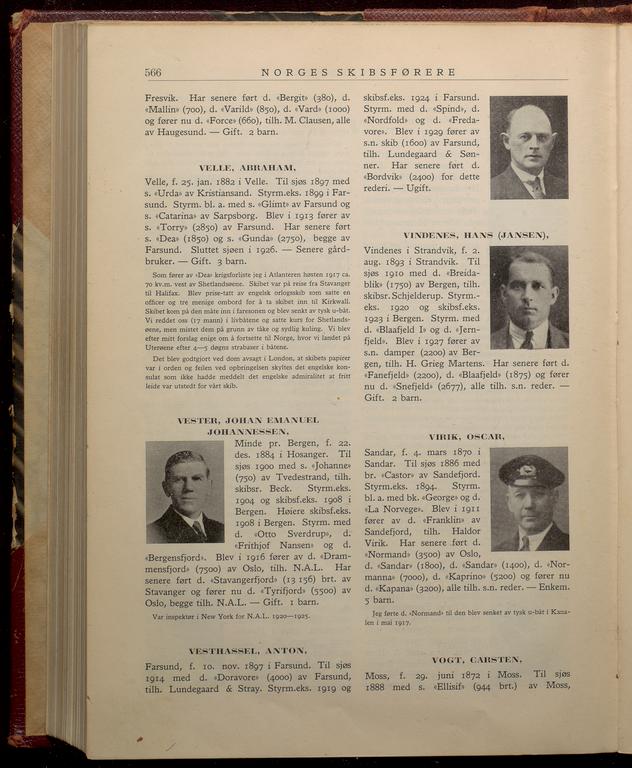 566
NORGES SKIBSFØRERE
Fresvik. Har senere ført d. «Bergit» (380), d.
«Mallin» (700), d. «Varild» (850), d. «Vard» (1000)
og fører nu d. «Force» (660), tilh. M. Clausen, alle
av Haugesund. — Gift. 2 barn.
VELLE, ABRAHAM,
Velle, f. 25. jan. 1882 i Velle. Til sjøs 1897 med
s. «Urda» av Kristiansand. Styrm.eks. 1899 i Far-
sund. Styrm. bl. a. med s. «Glimt» av Farsund og
s. «Catarina» av Sarpsborg. Blev i 1913 fører av
s. «Torry» (2850) av Farsund. Har senere ført
s. «Dea» (1850) og s. «Gunda» (2750), begge av
Farsund. Sluttet sjøen i 1926. — Senere gård-
bruker. — Gift. 3 barn.
Som fører av «Dea» krigsforliste jeg i Atlanteren høsten 1917 ca.
70 kv.m. vest av Shetlandsøene. Skibet var på reise fra Stavanger
til Halifax. Blev prise-tatt av engelsk orlogsskib som satte en
officer og tre menige ombord for å ta skibet inn til Kirkwall.
Skibet kom på den måte inn i faresonen og blev senkt av tysk u-båt.
Vi reddet oss (17 mann) i livbåtene og satte kurs for Shetlands-
øene, men mistet dem på grunn av tåke og sydlig kuling. Vi blev
efter mitt forslag enige om å fortsette til Norge, hvor vi landet på
Uterøene efter 4—5 døgns strabaser i båtene.
Det blev godtgjort ved dom avsagt i London, at skibets papirer
var i orden og feilen ved opbringelsen skyltes det engelske kon-
sulat som ikke hadde meddelt det engelske admiralitet at fritt
leide var utstedt for vårt skib.
VESTER, JOHAN EMANUEL
JOHANNESSEN,
Minde pr. Bergen, f. 22.
des. 1884 i Hosanger. Til
sjøs 1900 med s. «Johanne»
(750) av Tvedestrand, tilh.
skibsr. Beck. Styrm.eks.
1904 og skibsf.eks. 1908 i
Bergen. Høiere skibsf.eks.
1908 i Bergen. Styrm. med
d. «Otto Sverdrup», d.
«Frithjof Nansen» og d.
«Bergensfjord». Blev i 1916 fører av d. «Dram-
mensfjord» (7500) av Oslo, tilh. N.A.L. Har
senere ført d. «Stavangerfjord» (13 156) brt. av
Stavanger og fører nu d. «Tyrifjord» (5500) av
Oslo, begge tilh. N.A.L. — Gift. 1 barn.
Var inspektør i New York for N.A.L. 1920—1925.
VESTHASSEL, ANTON,
Farsund, f. 10. nov. 1897 i Farsund. Til sjøs
1914 med d. «Doravore» (4000) av Farsund,
tilh. Lundegaard & Stray. Styrm.eks. 1919 og
skibsf.eks. 1924 i Farsund.
Styrm. med d. «Spind», d.
«Nordfold» og d. «Freda-
vore». Blev i 1929 fører av
s.n. skib (1600) av Farsund,
tilh. Lundegaard & Søn-
ner. Har senere ført d.
«Bordvik» (2400) for dette
rederi. — Ugift.
VINDENES, HANS (JANSEN),
Vindenes i Strandvik, f. 2.
aug. 1893 i Strandvik. Til
sjøs 1910 med d. «Breida-
blik» (1750) av Bergen, tilh.
skibsr. Schjelderup. Styrm.-
eks. 1920 og skibsf.eks.
1923 i Bergen. Styrm. med
d. «Blaafjeld I» og d. «Jern-
fjeld». Blev i 1927 fører av
s.n. damper (2200) av Ber-
gen, tilh. H. Grieg Martens. Har senere ført d.
«Fanefjeld» (2200), d. «Blaafjeld» (1875) og fører
nu d. «Snefjeld» (2677), alle tilh. s.n. reder. —
Gift. 2 barn.
VIRIK, OSCAR,
Sandar, f. 4. mars 1870 i
Sandar. Til sjøs 1886 med
br. «Castor» av Sandefjord.
Styrm.eks. 1894. Styrm.
bl. a. med bk. «George» og d.
«La Norvege». Blev i 1911
fører av d. «Franklin» av
Sandefjord, tilh. Haldor
Virik. Har senere ført d.
«Normand» (3500) av Oslo,
d. «Sandar» (1800), d. «Sandar» (1400), d. «Nor-
manna» (7000), d. «Kaprino» (5200) og fører nu
d. «Kapana» (3200), alle tilh. s.n. reder. — Enkem.
5 barn.
Jeg førte d. «Normand» til den blev senket av tysk u-båt i Kana-
len i mai 1917.
VOGT, CARSTEN,
Moss, f. 29. juni 1872 i Moss. Til sjøs
1888 med s. «Ellisif» (944 brt.) av Moss,